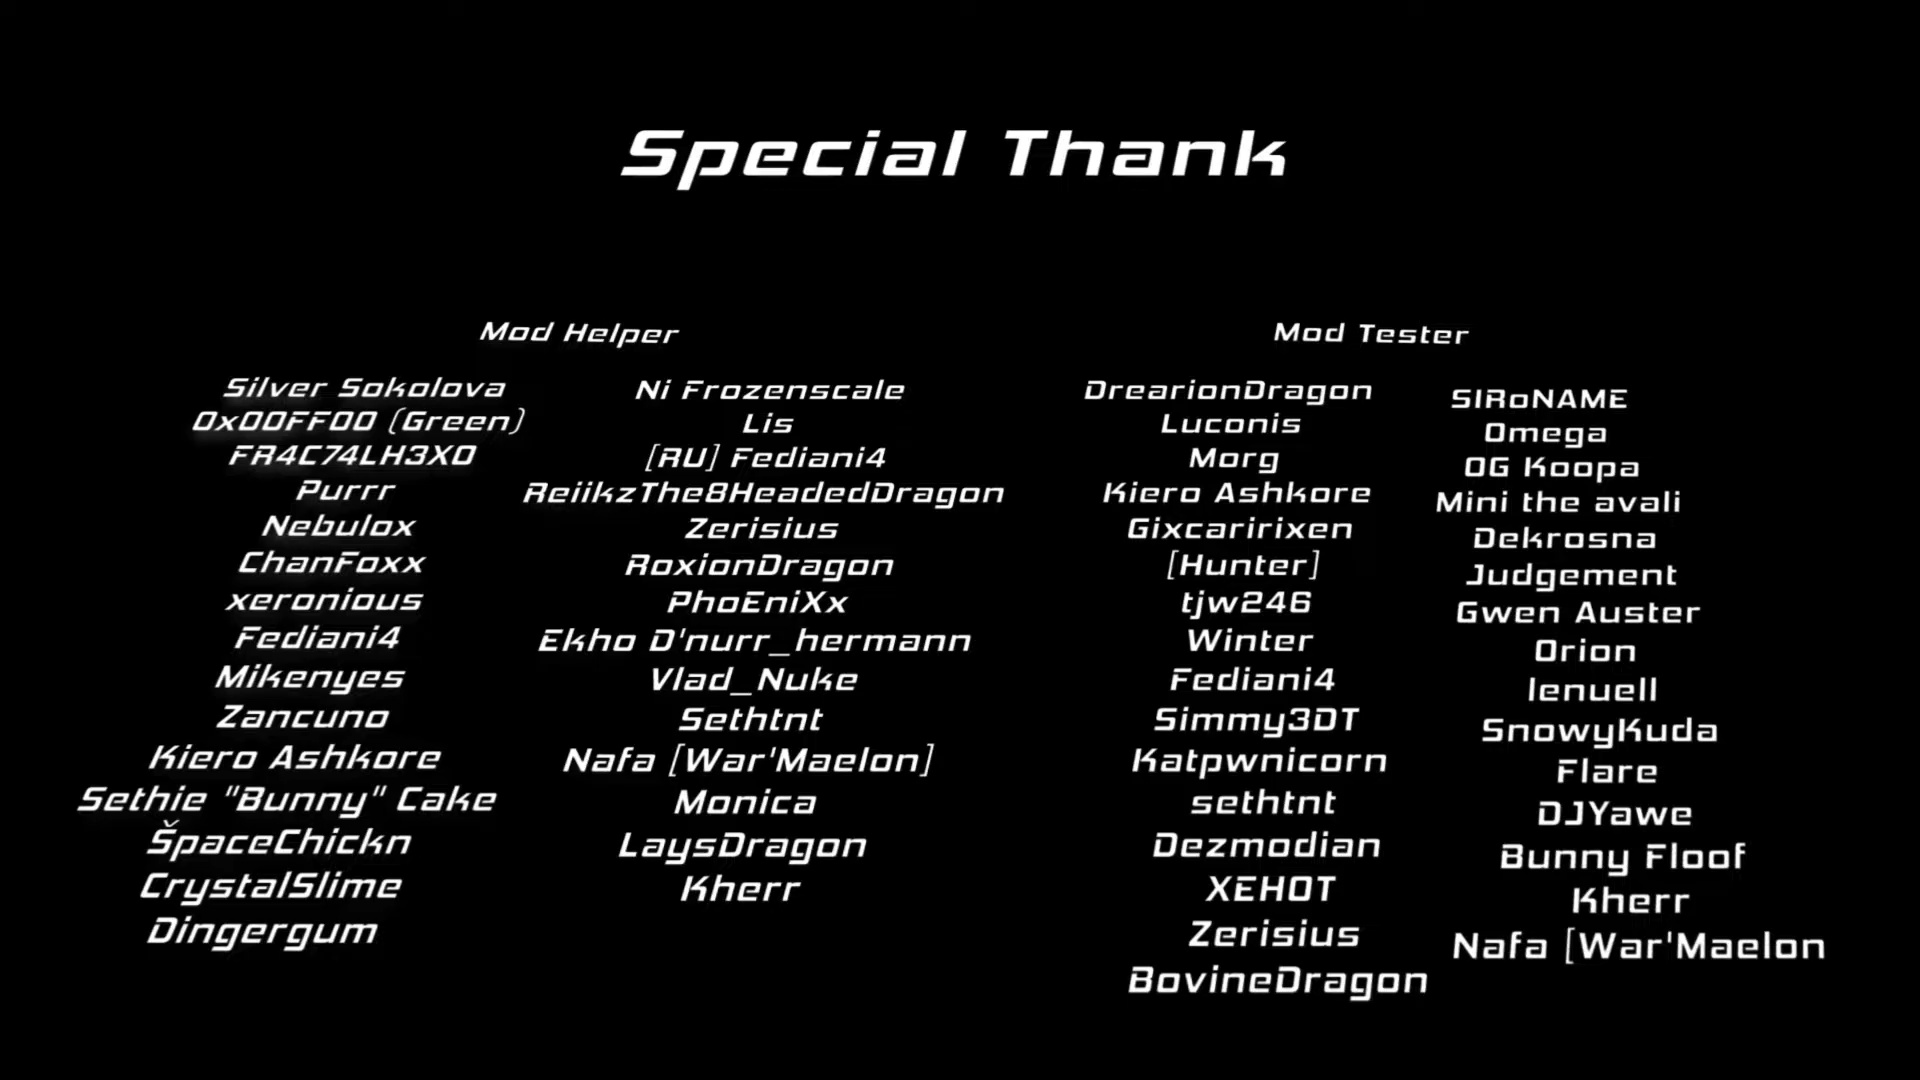 Special Thank
Mod Helper
Silver Sokolova
0x00FF00 (Green)
FR4C74LH3X0
Purrr
Nebulox
ChanFoxx
xeronious
Fediani4
Mikenyes
Zancuno
Kiero Ashkore
Sethie "Bunny" Cake
ŠpaceChickn
CrystalSlime
Dingergum
Ni Frozenscale
Lis
[RU] Fediani4
ReiikzThe8HeadedDragon
Zerisius
RoxionDragon
PhoEniXx
Ekho D'nurr_hermann
Vlad_Nuke
Sethtnt
Nafa [War'Maelon]
Monica
LaysDragon
Kherr
Mod Tester
DrearionDragon
Luconis
Morg
Kiero Ashkore
Gixcaririxen
[Hunter]
tjw246
Winter
Fediani4
Simmy3DT
Katpwnicorn
sethtnt
Dezmodian
XEHOT
Zerisius
BovineDragon
SIRoNAME
Omega
OG Koopa
Mini the avali
Dekrosna
Judgement
Gwen Auster
Orion
lenuell
SnowyKuda
Flare
DJYawe
Bunny Floof
Kherr
Nafa [War'Maelon